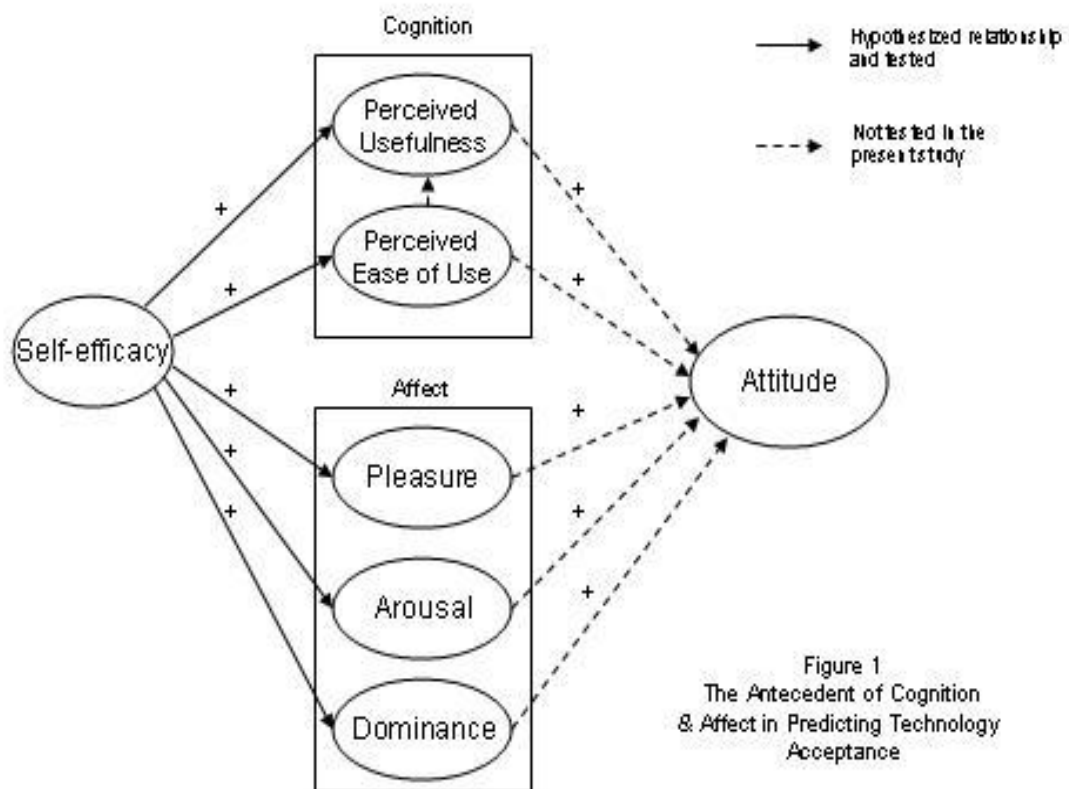 Cognition
Hypothesized relationship
and tested
Perceived
Usefulness
Not tested in the
present study
+
+
Perceived
Ease of Use
+
+
Self-efficacy
Attitude
Affect
+
+
Pleasure
+
+
+
Arousal
+
Dominance
Figure 1
The Antecedent of Cognition
& Affect in Predicting Technology
Acceptance